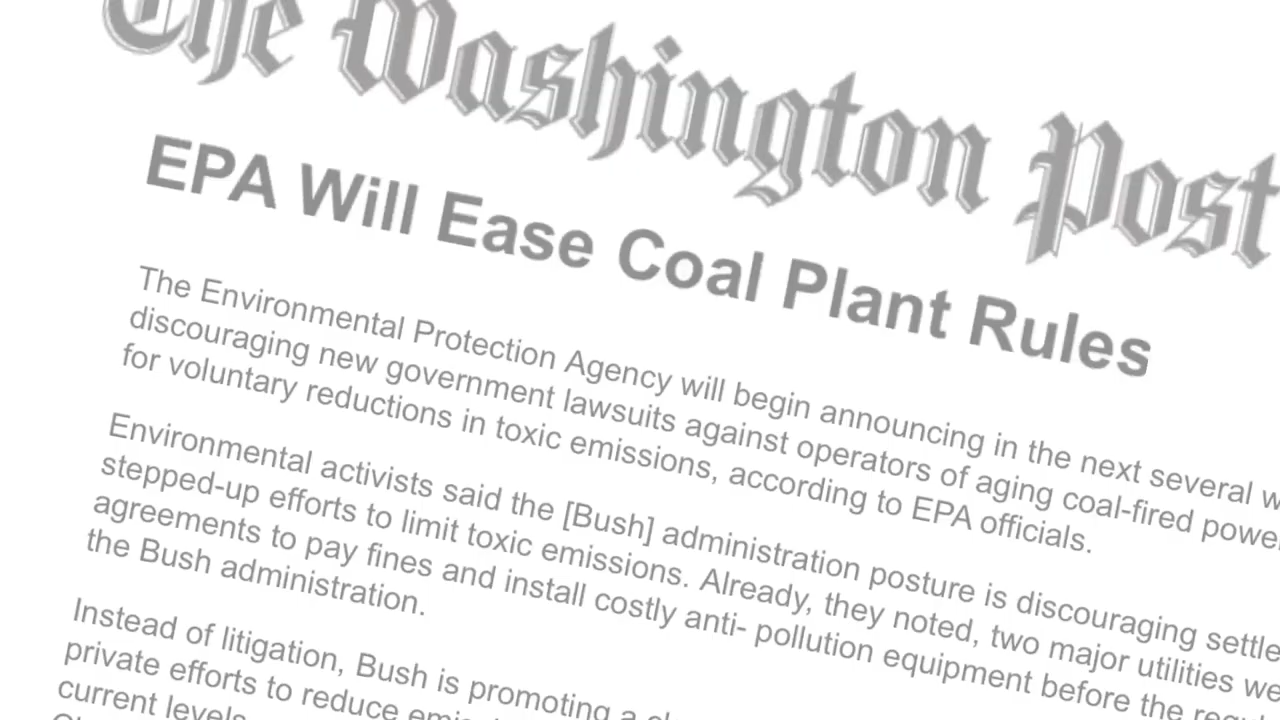 The Washington Post
EPA Will Ease Coal Plant Rules
The Environmental Protection Agency will begin announcing in the next several
discouraging new government lawsuits against operators of aging coal-fired power
for voluntary reductions in toxic emissions, according to EPA officials.
Environmental activists said the [Bush] administration posture is discouraging
stepped-up efforts to limit toxic emissions. Already, they noted, two major utilities
agreements to pay fines and install costly anti- pollution equipment before the
the Bush administration.
Instead of litigation, Bush is promoting a
private efforts to reduce
current levels.